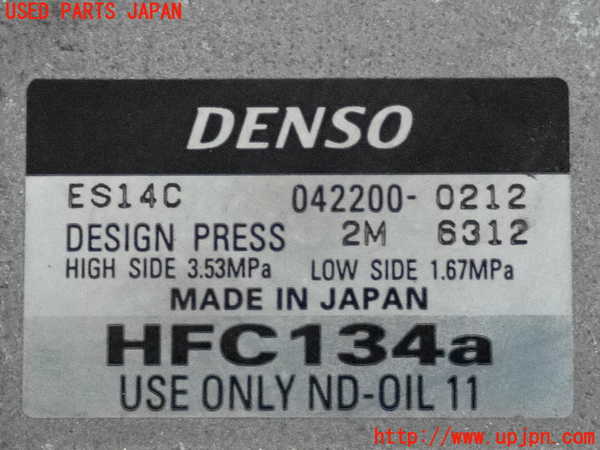 USED PARTS JAPAN
DENSO
ES14C 042200-0212
DESIGN PRESS 2M 6312
HIGH SIDE 3.53MPa LOW SIDE 1.67MPa
MADE IN JAPAN
HFC134a
USE ONLY ND-OIL 11
http://www.upjpn.com/